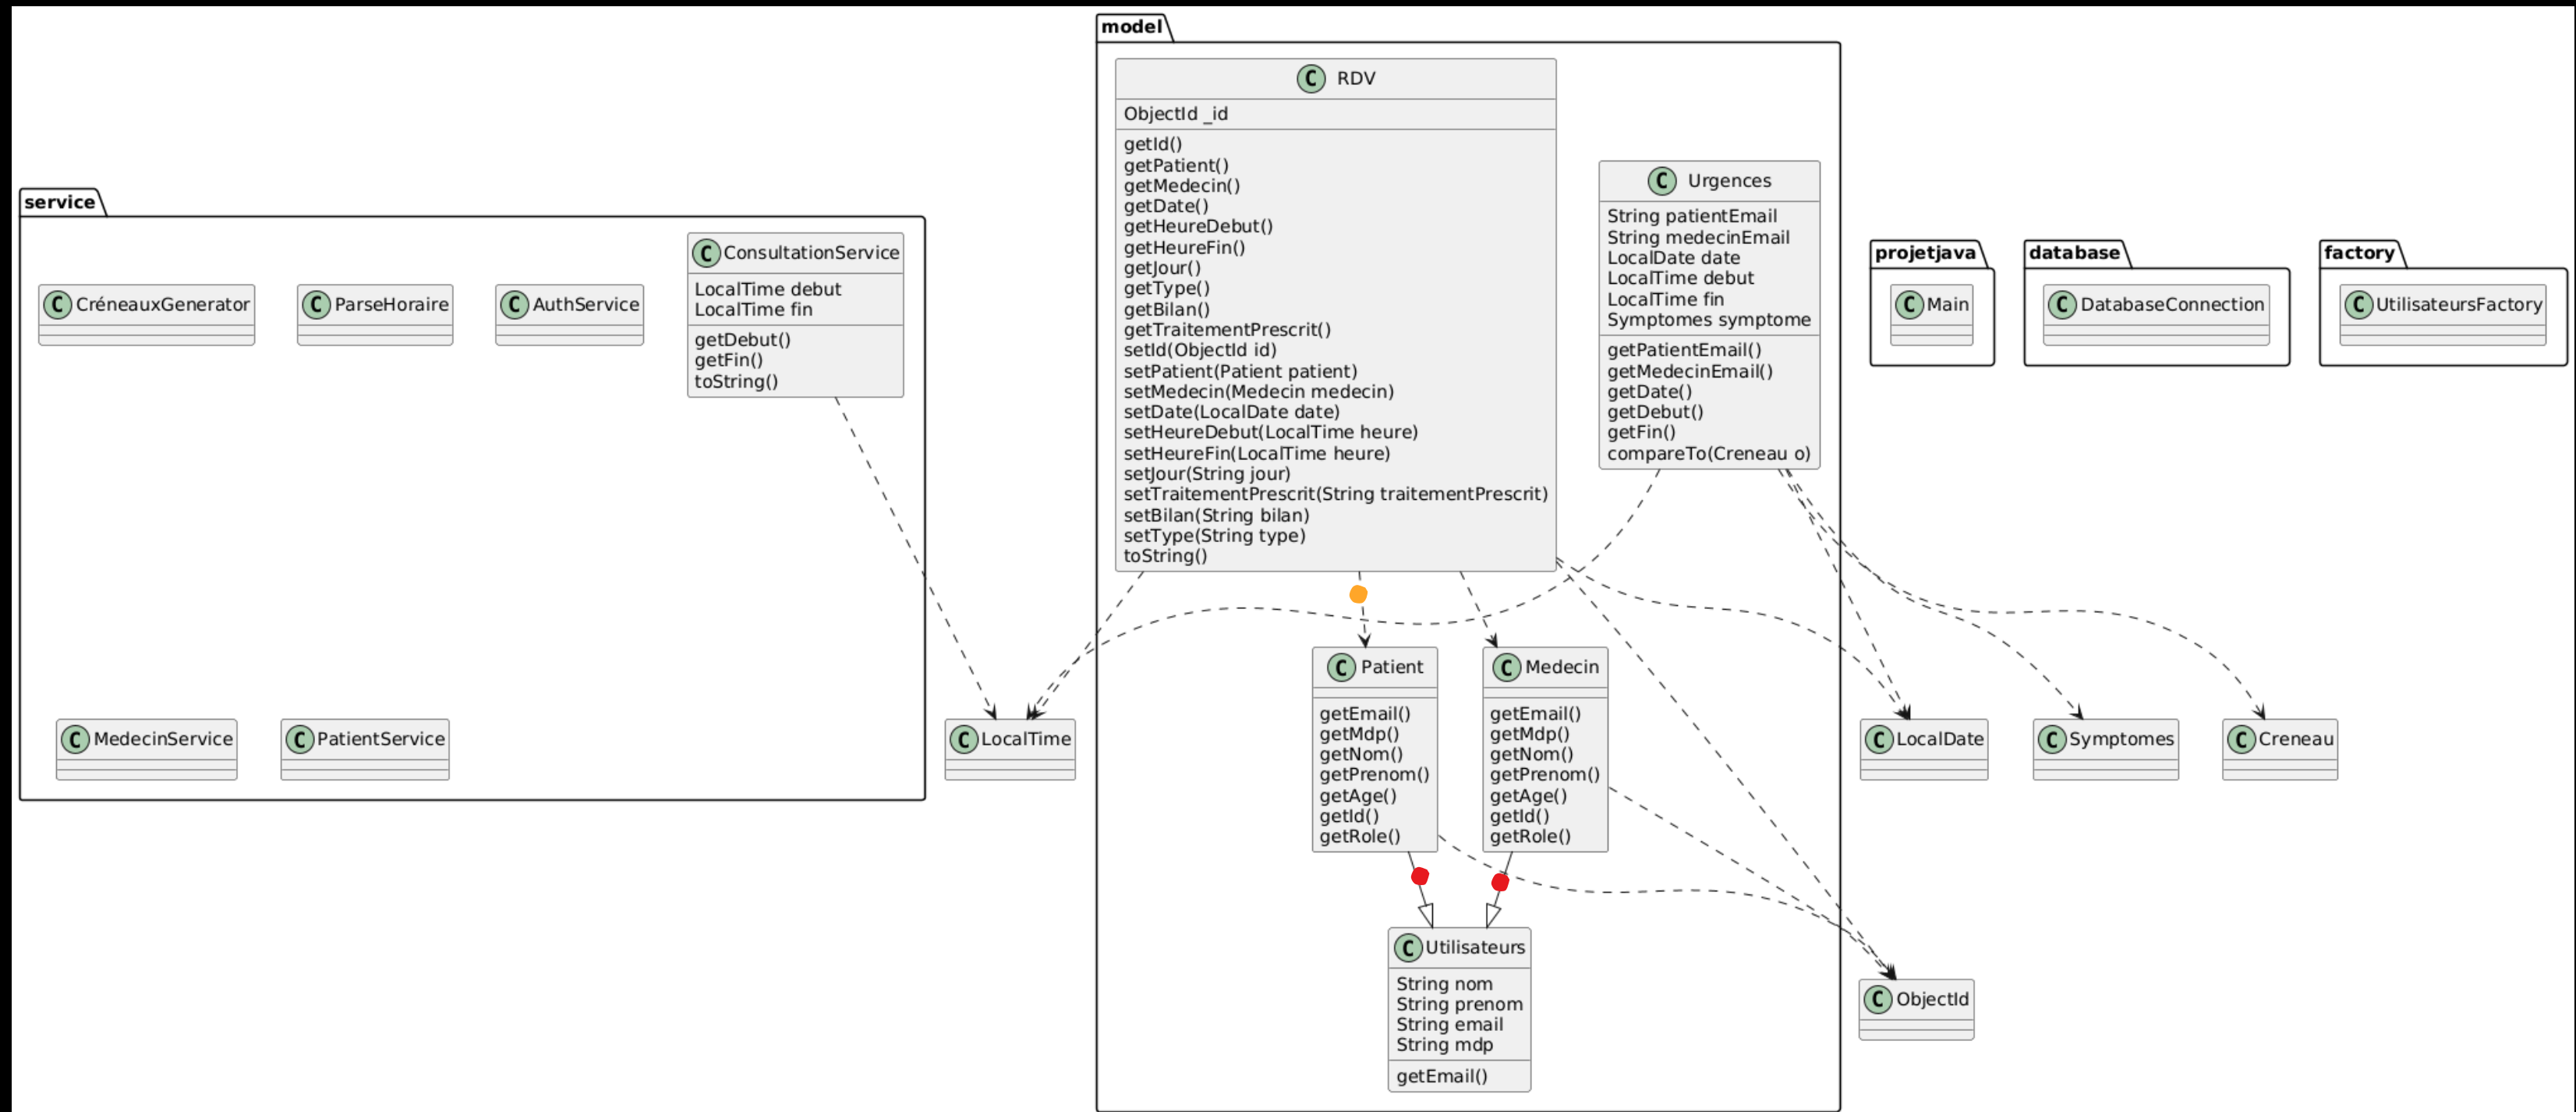 model
C RDV
ObjectId _id
getId()
getPatient()
getMedecin()
getDate()
getHeureDebut()
getHeureFin()
getJour()
getType()
getBilan()
getTraitementPrescrit()
setId(ObjectId id)
setPatient(Patient patient)
setMedecin(Medecin medecin)
setDate(LocalDate date)
setHeureDebut(LocalTime heure)
setHeureFin(LocalTime heure)
setJour(String jour)
setTraitementPrescrit(String traitementPrescrit)
setBilan(String bilan)
setType(String type)
toString()
C Urgences
String patientEmail
String medecinEmail
LocalDate date
LocalTime debut
LocalTime fin
Symptomes symptome
getPatientEmail()
getMedecinEmail()
getDate()
getDebut()
getFin()
compareTo(Creneau o)
service
C CréneauxGenerator
C ParseHoraire
C AuthService
C ConsultationService
LocalTime debut
LocalTime fin
getDebut()
getFin()
toString()
projetjava
C Main
database
C DatabaseConnection
factory
C UtilisateursFactory
C MedecinService
C PatientService
C LocalTime
C Patient
getEmail()
getMdp()
getNom()
getPrenom()
getAge()
getId()
getRole()
C Medecin
getEmail()
getMdp()
getNom()
getPrenom()
getAge()
getId()
getRole()
C LocalDate
C Symptomes
C Creneau
C Utilisateurs
String nom
String prenom
String email
String mdp
getEmail()
C ObjectId